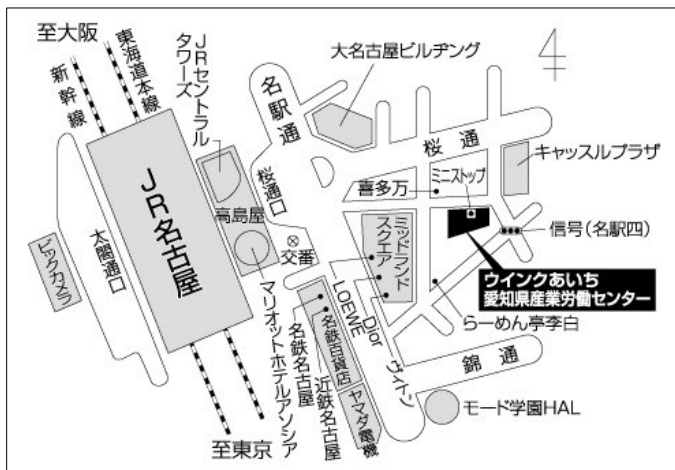 至大阪
新幹線
東海道本線
JRセントラル
タワーズ
名駅通
大名古屋ビルヂング
桜通
キャッスルプラザ
ミニストップ
喜多万
桜通口
JR名古屋
高島屋
交番
ミッドランド
スクエア
信号(名駅四)
ビックカメラ
太閤通口
ウインクあいち
愛知県産業労働センター
らーめん亭李白
マリオットホテルアソシア
LOEWE
Dior
ヴィトン
名鉄名古屋
近鉄名古屋
名鉄百貨店
ヤマダ電機
錦通
モード学園HAL
至東京